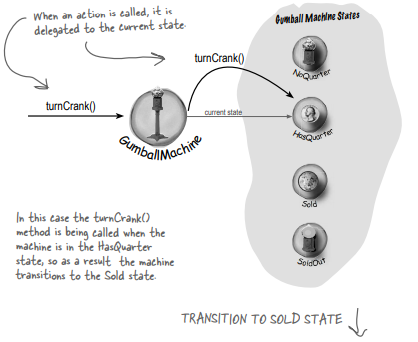 When an action is called, it is
delegated to the current state.
Gumball Machine States
turnCrank()
NoQuarter
turnCrank()
current state
GumballMachine
HasQuarter
Sold
In this case the turnCrank()
method is being called when the
machine is in the HasQuarter
state, so as a result the machine
transitions to the Sold state.
SoldOut
TRANSITION TO SOLD STATE